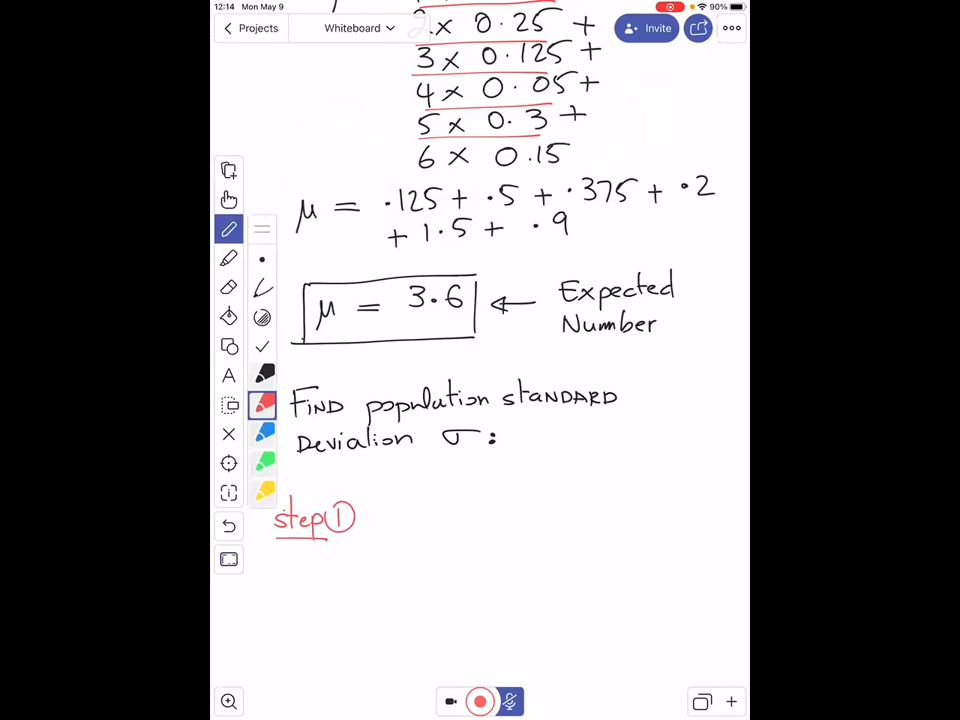 12:14 Mon May 9
90%
Projects
Whiteboard
Invite
2 x 0.25 +
3 x 0.125 +
4 x 0.05 +
5 x 0.3 +
6 x 0.15
μ = .125 + .5 + .375 + .2
+ 1.5 + .9
μ = 3.6 ← Expected
Number
FIND population STANDARD
Deviation σ:
A
step ①